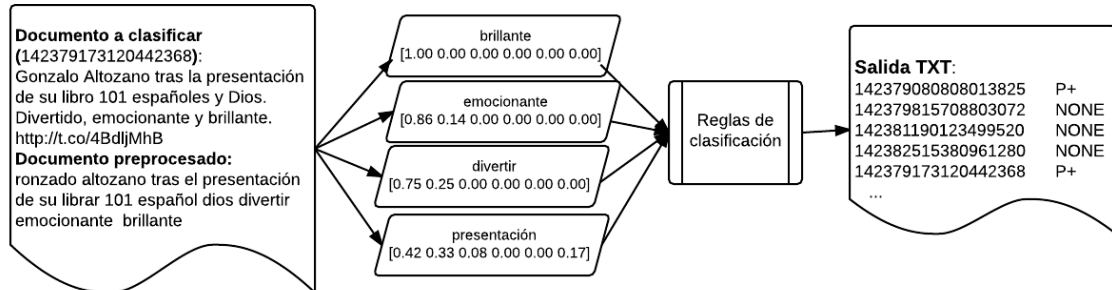 Documento a clasificar
(142379173120442368):
Gonzalo Altozano tras la presentación
de su libro 101 españoles y Dios.
Divertido, emocionante y brillante.
http://t.co/4BdljMhB
Documento preprocesado:
ronzado altozano tras el presentación
de su librar 101 español dios divertir
emocionante brillante
brillante
[1.00 0.00 0.00 0.00 0.00 0.00]
emocionante
[0.86 0.14 0.00 0.00 0.00 0.00]
divertir
[0.75 0.25 0.00 0.00 0.00 0.00]
presentación
[0.42 0.33 0.08 0.00 0.00 0.17]
Reglas de
clasificación
Salida TXT:
142379080808013825 P+
142379815708803072 NONE
142381190123499520 NONE
142382515380961280 NONE
142379173120442368 P+
...